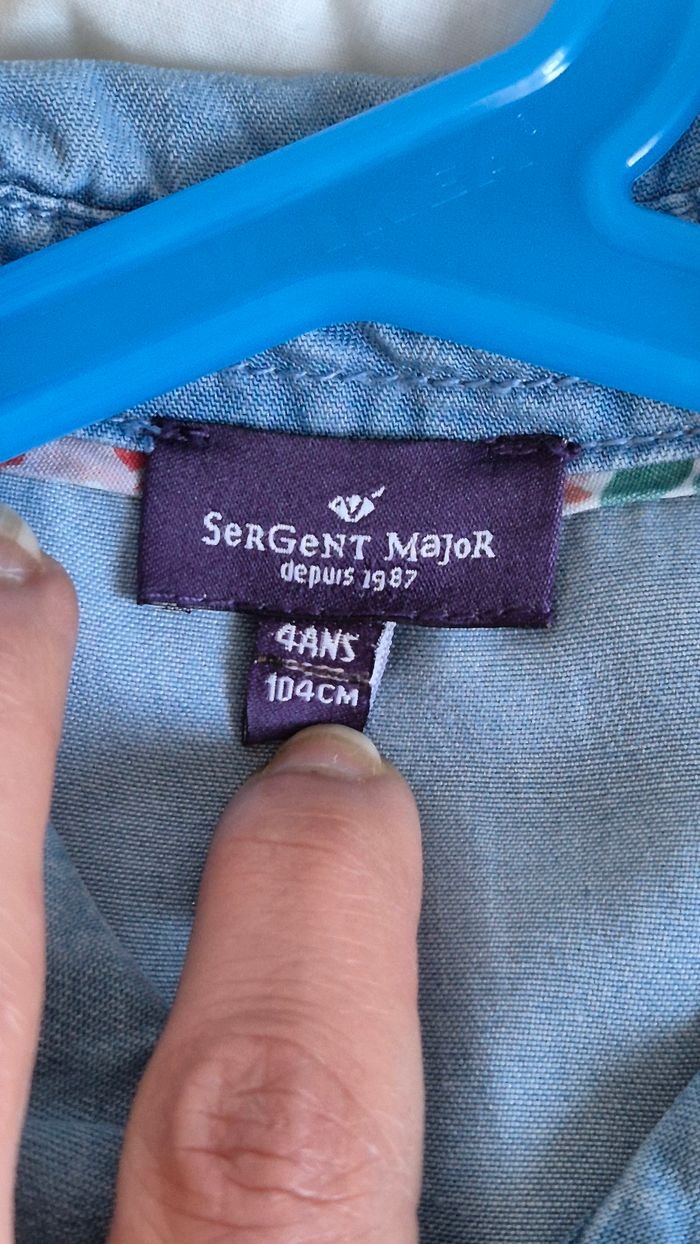 SeRGeNT MaJoR
depuis 1987
4ANS
104CM